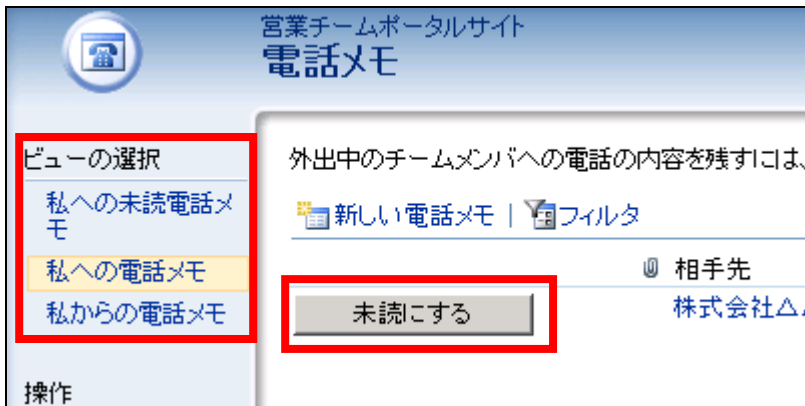 営業チームポータルサイト
電話メモ
ビューの選択
私への未読電話メ
モ
私への電話メモ
私からの電話メモ
操作
外出中のチームメンバへの電話の内容を残すには、
新しい電話メモ | フィルタ
相手先
未読にする
株式会社△